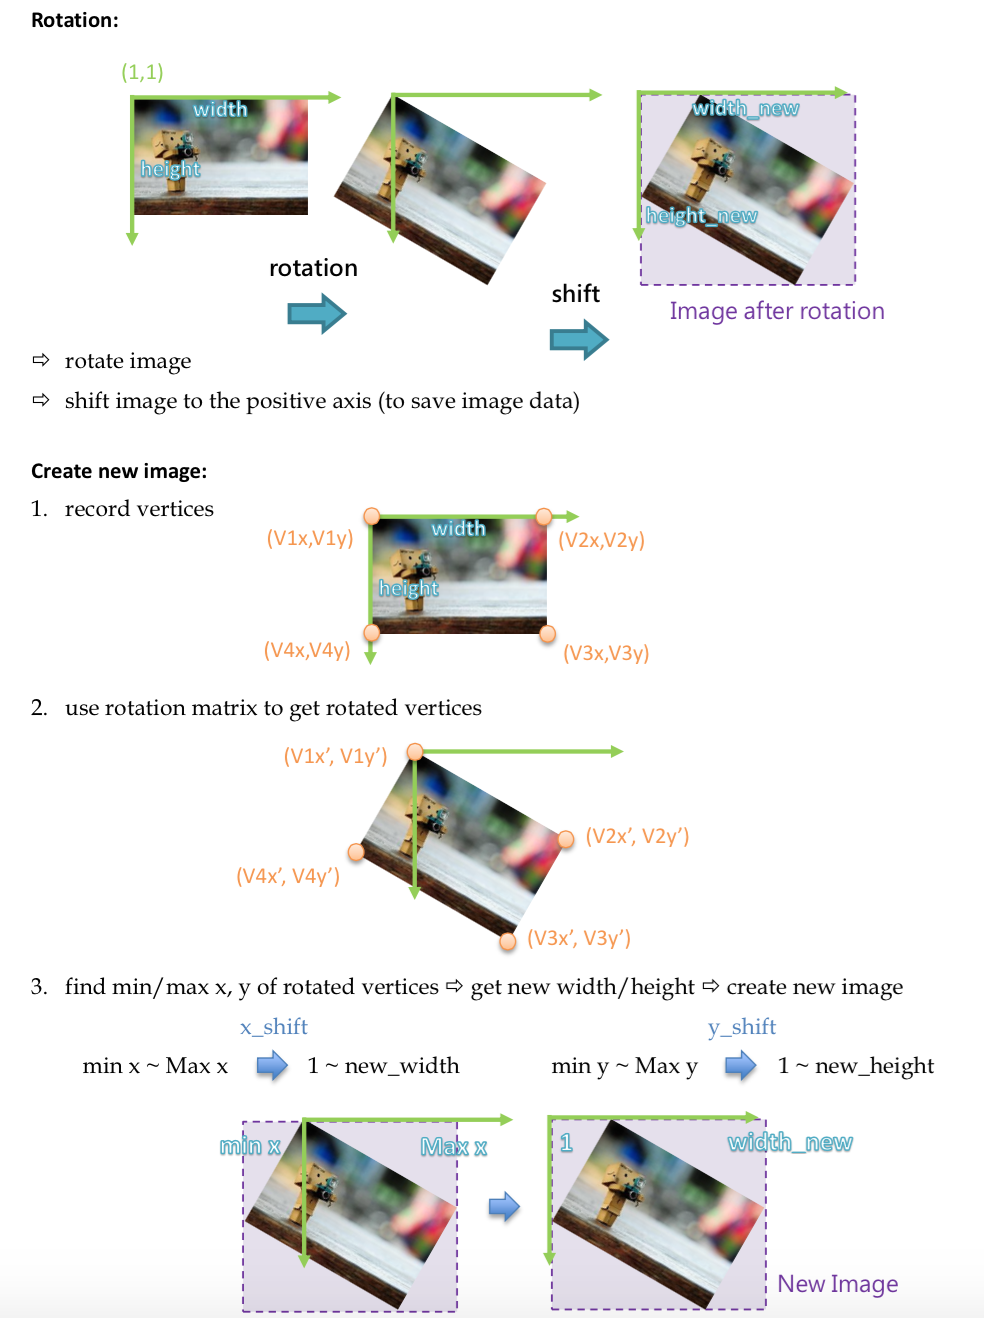 Rotation:
(1,1)
width
height
width_new
height_new
rotation
shift
Image after rotation
⇨ rotate image
⇨ shift image to the positive axis (to save image data)
Create new image:
1. record vertices
width
height
(V1x,V1y)
(V2x,V2y)
(V4x,V4y)
(V3x,V3y)
2. use rotation matrix to get rotated vertices
(V1x’, V1y’)
(V2x’, V2y’)
(V4x’, V4y’)
(V3x’, V3y’)
3. find min/max x, y of rotated vertices ⇨ get new width/height ⇨ create new image
x_shift
y_shift
min x ~ Max x
1 ~ new_width
min y ~ Max y
1 ~ new_height
min x
Max x
1
width_new
New Image